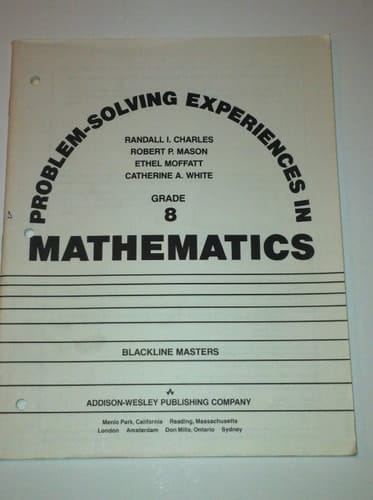 PROBLEM-SOLVING EXPERIENCES IN
RANDALL I. CHARLES
ROBERT P. MASON
ETHEL MOFFATT
CATHERINE A. WHITE
GRADE
8
MATHEMATICS
BLACKLINE MASTERS
ADDISON-WESLEY PUBLISHING COMPANY
Menlo Park, California Reading, Massachusetts
London Amsterdam Don Mills, Ontario Sydney